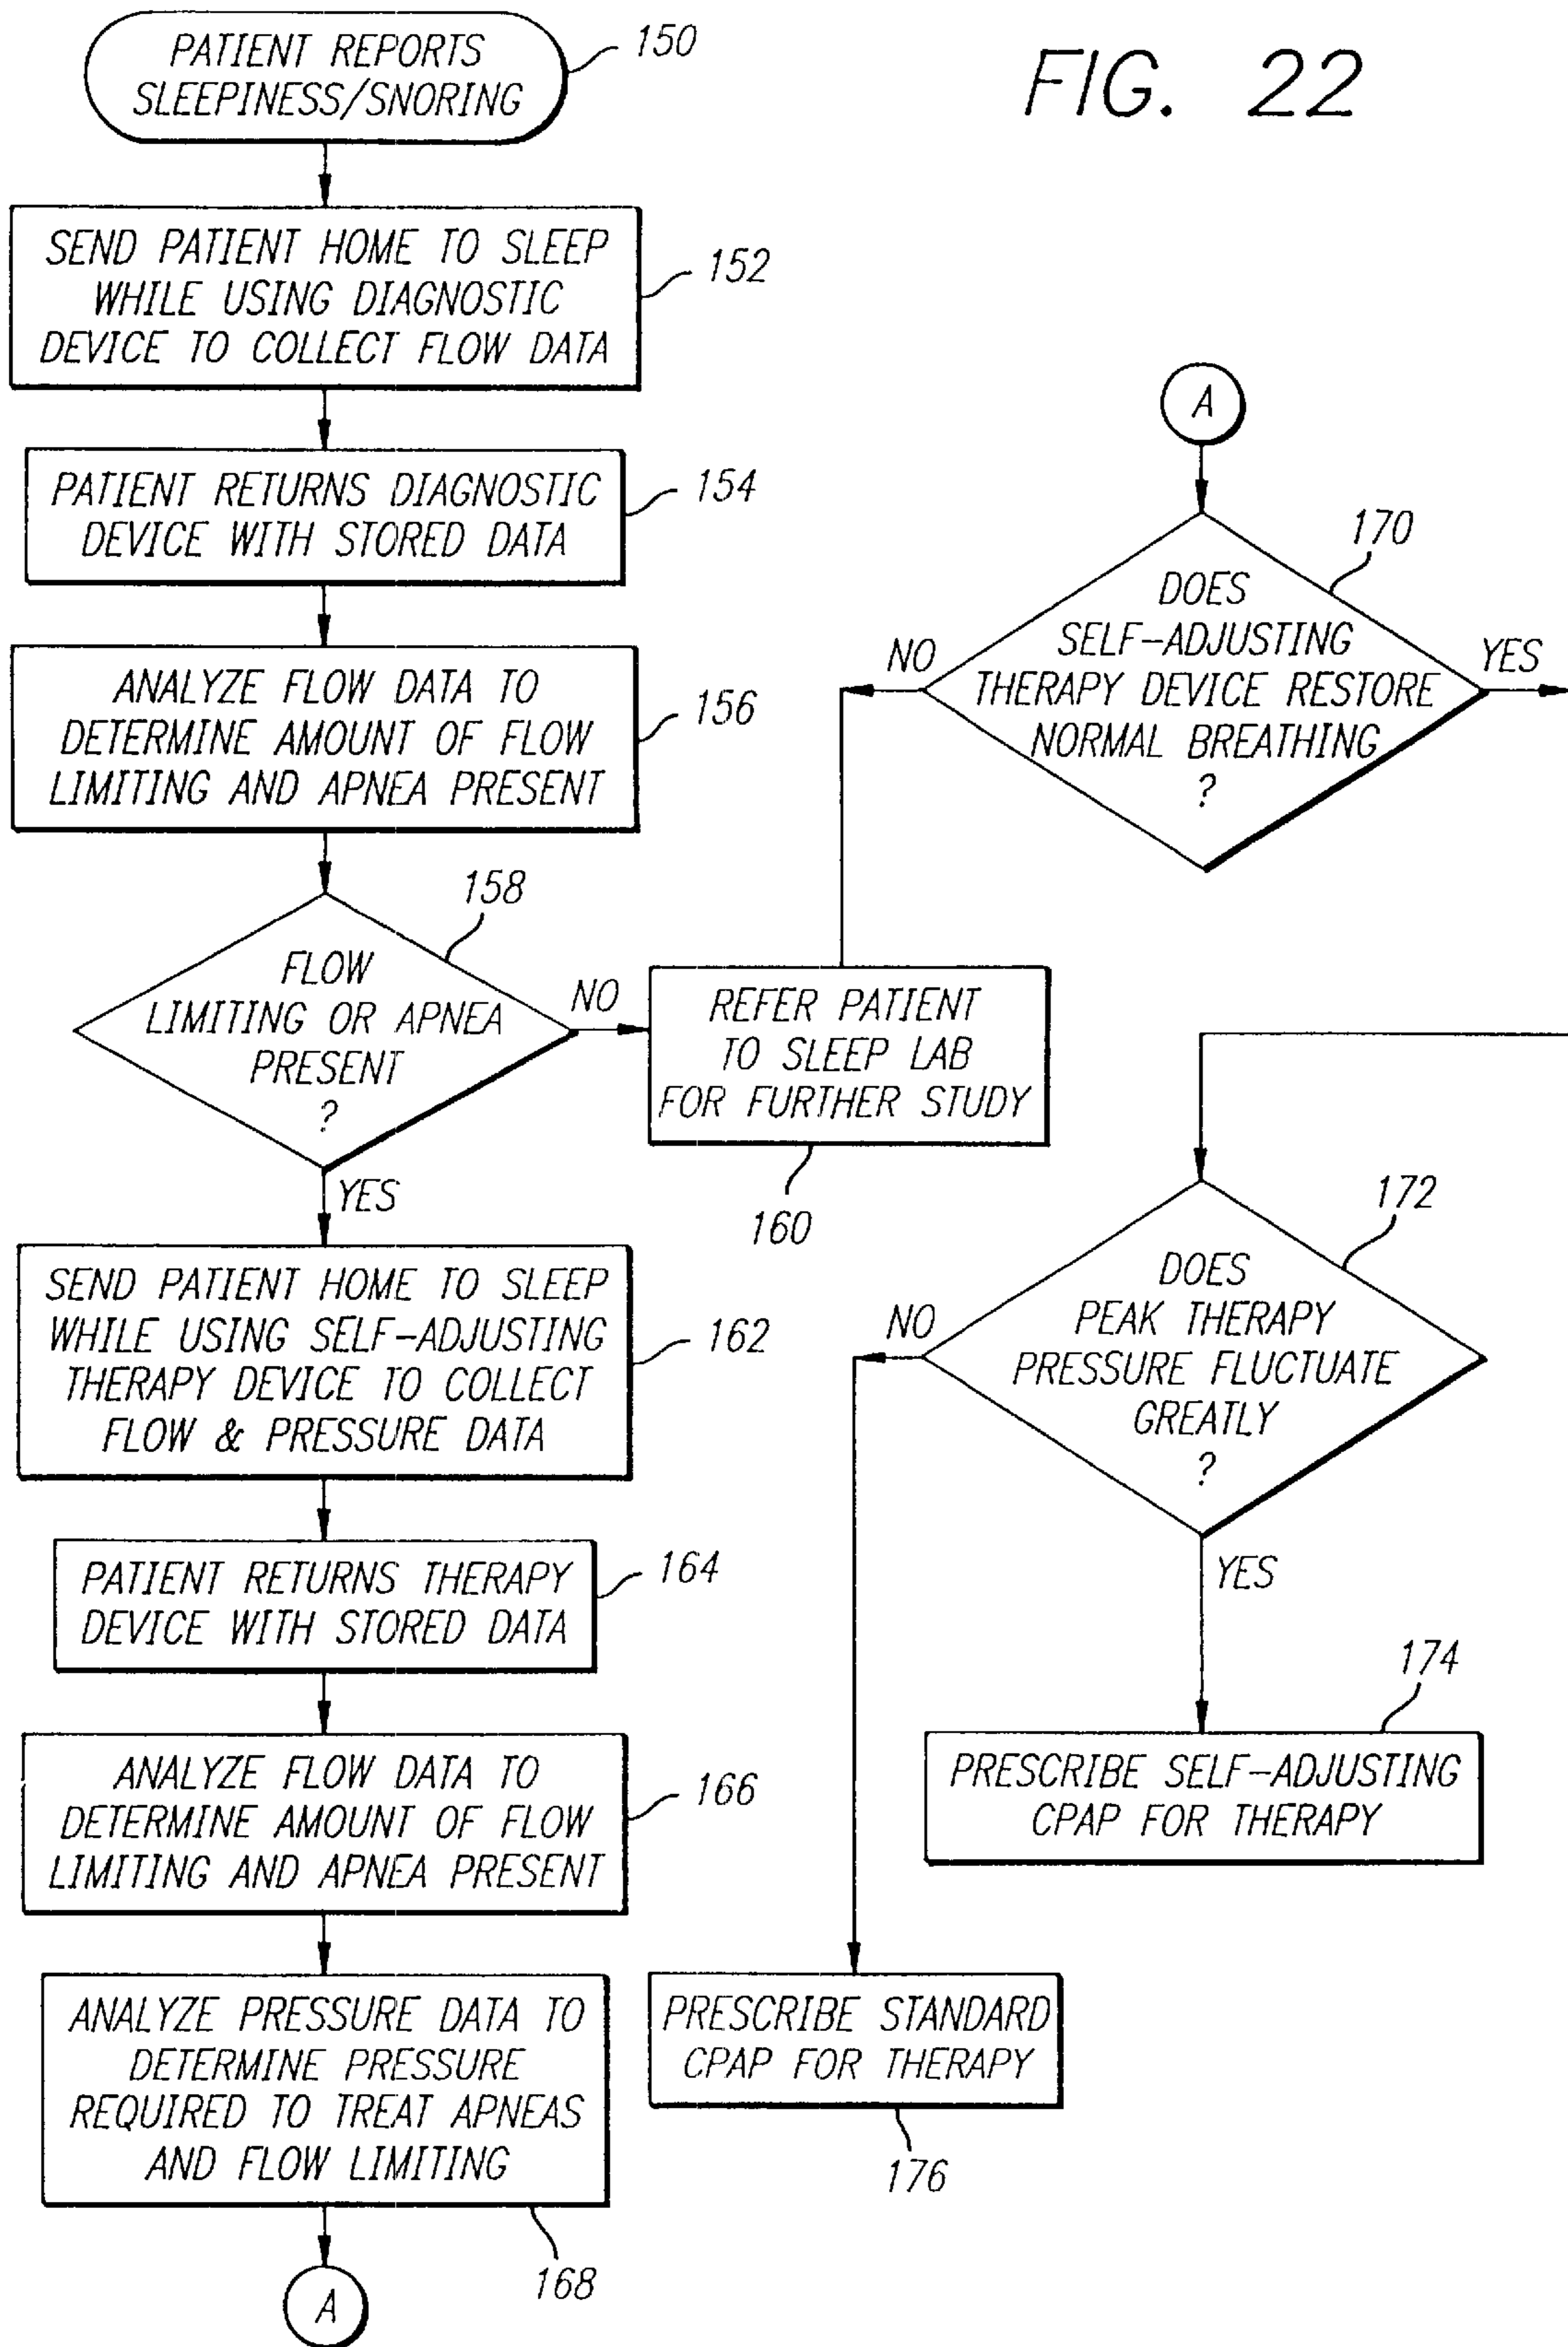 FIG. 22
PATIENT REPORTS
SLEEPINESS/SNORING
150
SEND PATIENT HOME TO SLEEP
WHILE USING DIAGNOSTIC
DEVICE TO COLLECT FLOW DATA
152
PATIENT RETURNS DIAGNOSTIC
DEVICE WITH STORED DATA
154
ANALYZE FLOW DATA TO
DETERMINE AMOUNT OF FLOW
LIMITING AND APNEA PRESENT
156
FLOW
LIMITING OR APNEA
PRESENT
?
158
NO
YES
REFER PATIENT
TO SLEEP LAB
FOR FURTHER STUDY
160
SEND PATIENT HOME TO SLEEP
WHILE USING SELF-ADJUSTING
THERAPY DEVICE TO COLLECT
FLOW & PRESSURE DATA
162
PATIENT RETURNS THERAPY
DEVICE WITH STORED DATA
164
ANALYZE FLOW DATA TO
DETERMINE AMOUNT OF FLOW
LIMITING AND APNEA PRESENT
166
ANALYZE PRESSURE DATA TO
DETERMINE PRESSURE
REQUIRED TO TREAT APNEAS
AND FLOW LIMITING
168
A
A
DOES
SELF-ADJUSTING
THERAPY DEVICE RESTORE
NORMAL BREATHING
?
170
NO
YES
DOES
PEAK THERAPY
PRESSURE FLUCTUATE
GREATLY
?
172
NO
YES
PRESCRIBE SELF-ADJUSTING
CPAP FOR THERAPY
174
PRESCRIBE STANDARD
CPAP FOR THERAPY
176